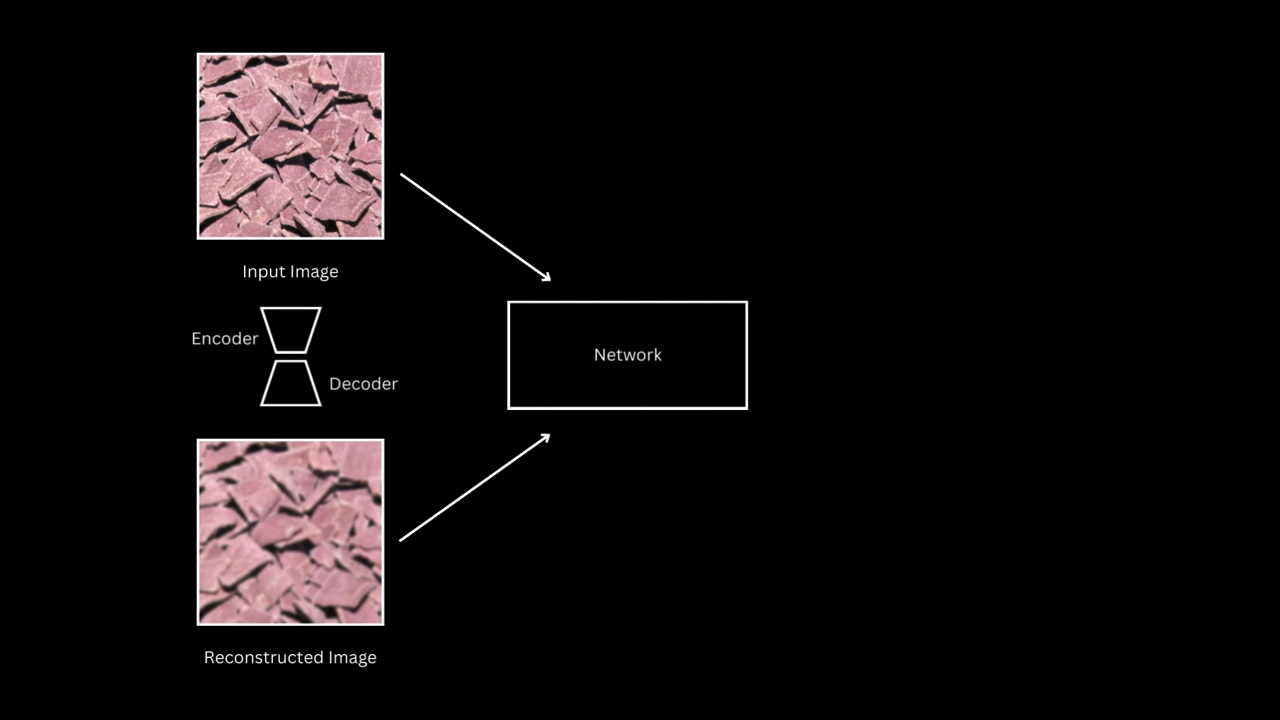 Input Image
Encoder
Decoder
Network
Reconstructed Image